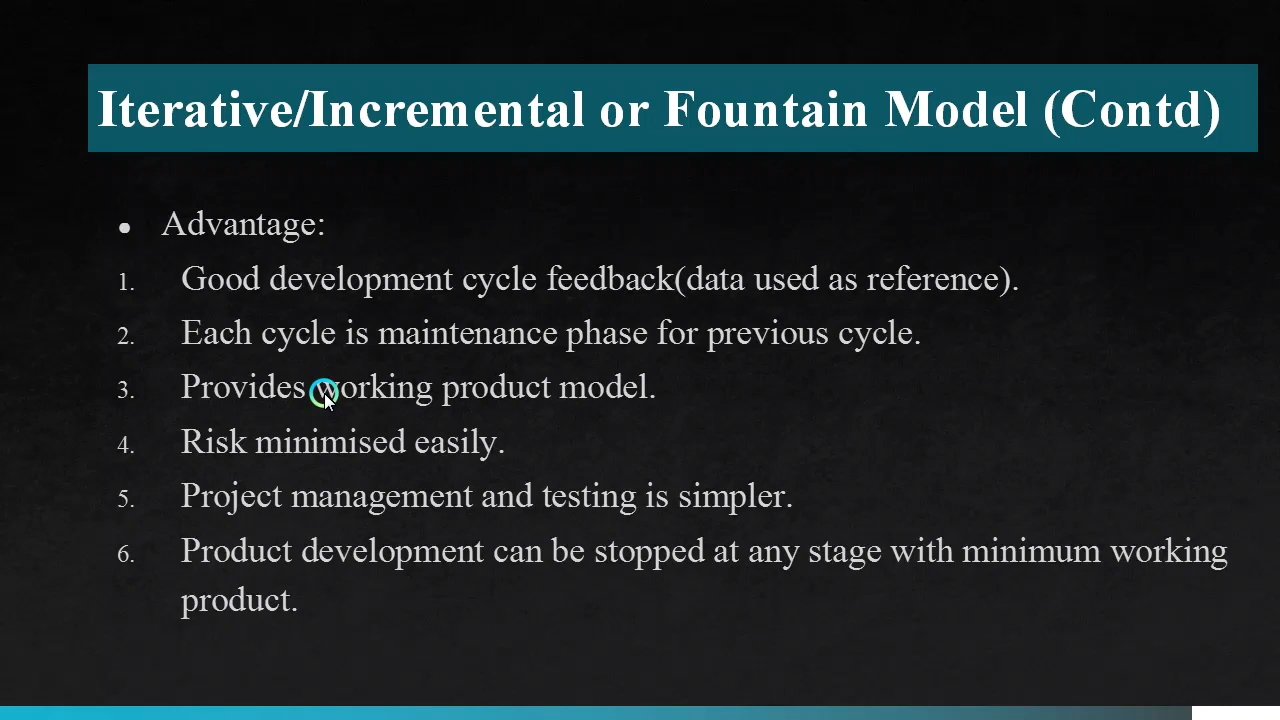 Iterative/Incremental or Fountain Model (Contd)
• Advantage:
1. Good development cycle feedback(data used as reference).
2. Each cycle is maintenance phase for previous cycle.
3. Provides working product model.
4. Risk minimised easily.
5. Project management and testing is simpler.
6. Product development can be stopped at any stage with minimum working
product.